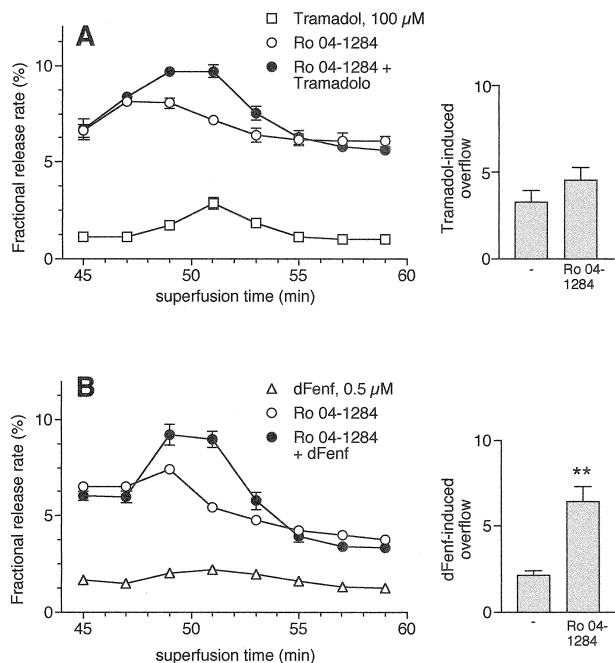 A
Tramadol, 100 µM
Ro 04-1284
Ro 04-1284 +
Tramadolo
Fractional release rate (%)
10
5
0
45
50
55
60
superfusion time (min)
Tramadol-induced
overflow
10
5
0
-
Ro 04-
1284
B
dFenf, 0.5 µM
Ro 04-1284
Ro 04-1284
+ dFenf
Fractional release rate (%)
10
5
0
45
50
55
60
superfusion time (min)
dFenf-induced
overflow
10
5
0
**
-
Ro 04-
1284